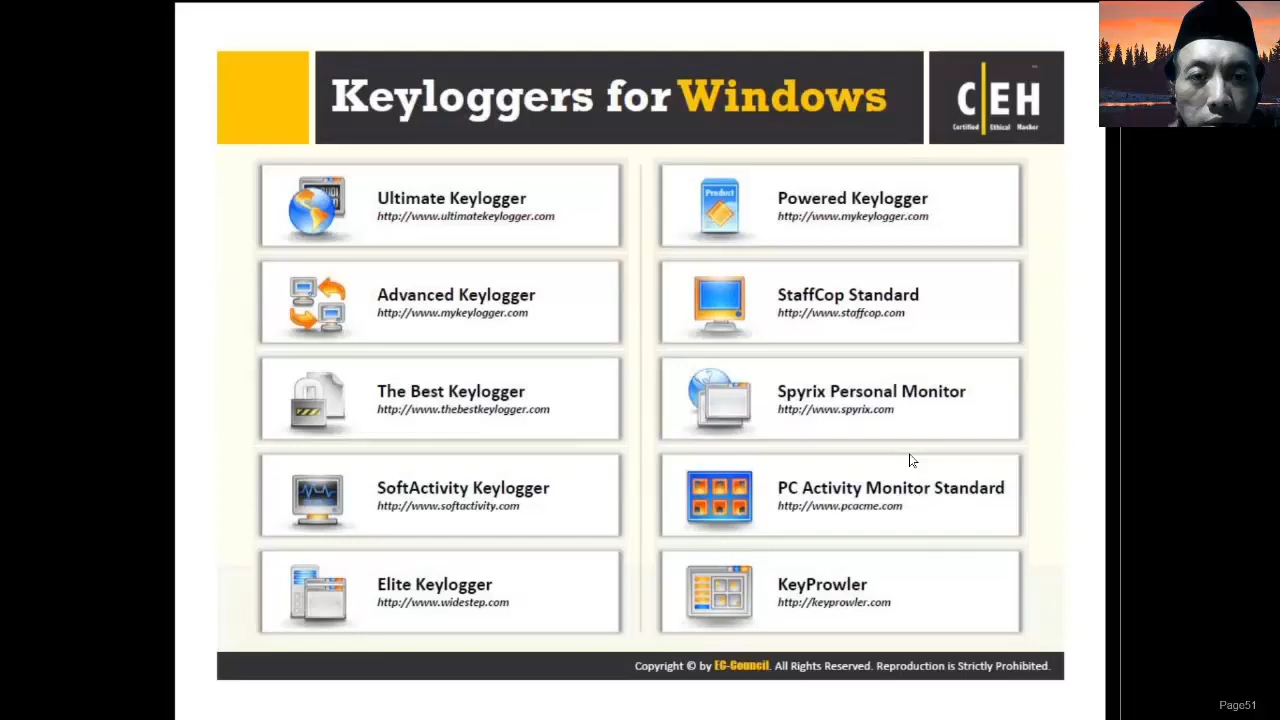 Keyloggers for Windows
C|EH
Certified Ethical Hacker
Ultimate Keylogger
http://www.ultimatekeylogger.com
Advanced Keylogger
http://www.mykeylogger.com
The Best Keylogger
http://www.thebestkeylogger.com
SoftActivity Keylogger
http://www.softactivity.com
Elite Keylogger
http://www.widestep.com
Product
Powered Keylogger
http://www.mykeylogger.com
StaffCop Standard
http://www.staffcop.com
Spyrix Personal Monitor
http://www.spyrix.com
PC Activity Monitor Standard
http://www.pcacme.com
KeyProwler
http://keyprowler.com
Copyright © by EC-Council. All Rights Reserved. Reproduction is Strictly Prohibited.
Page51